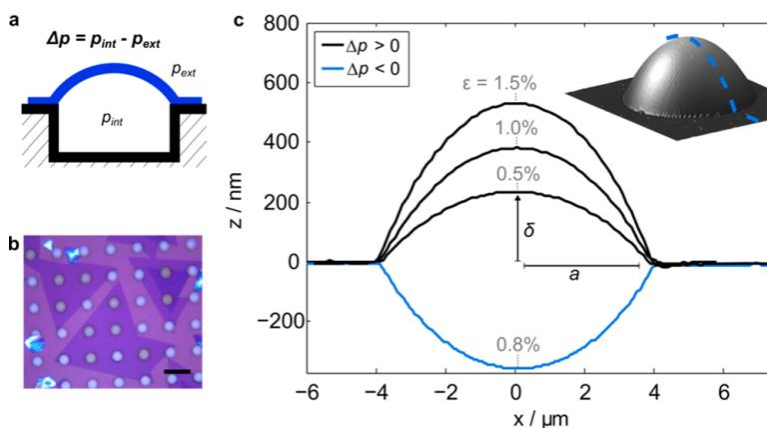 a
Δp = p_int - p_ext
p_ext
p_int
b
c
800
600
400
200
0
−200
z / nm
Δp > 0
Δp < 0
ε = 1.5%
1.0%
0.5%
δ
a
0.8%
−6
−4
−2
0
2
4
6
x / µm